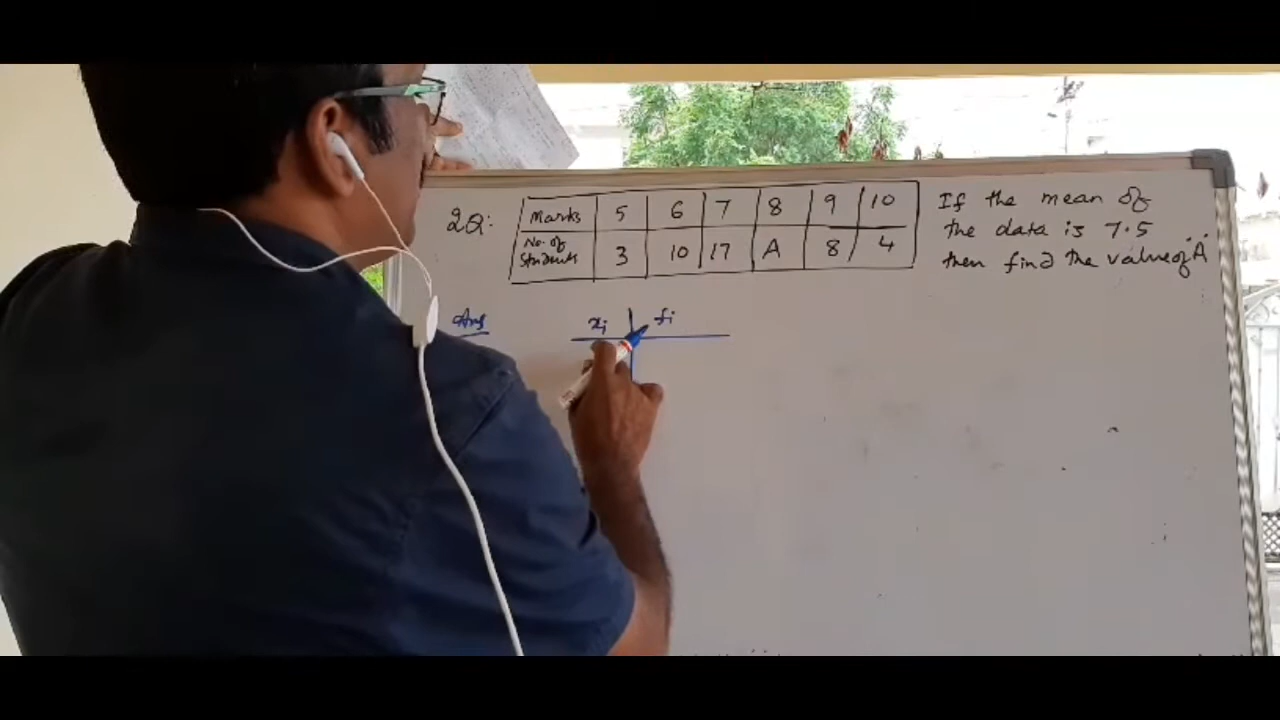 2Q:
Marks 5 6 7 8 9 10
No. of Students 3 10 17 A 8 4
If the mean of
the data is 7.5
then find the value of 'A'
Ans
xi fi